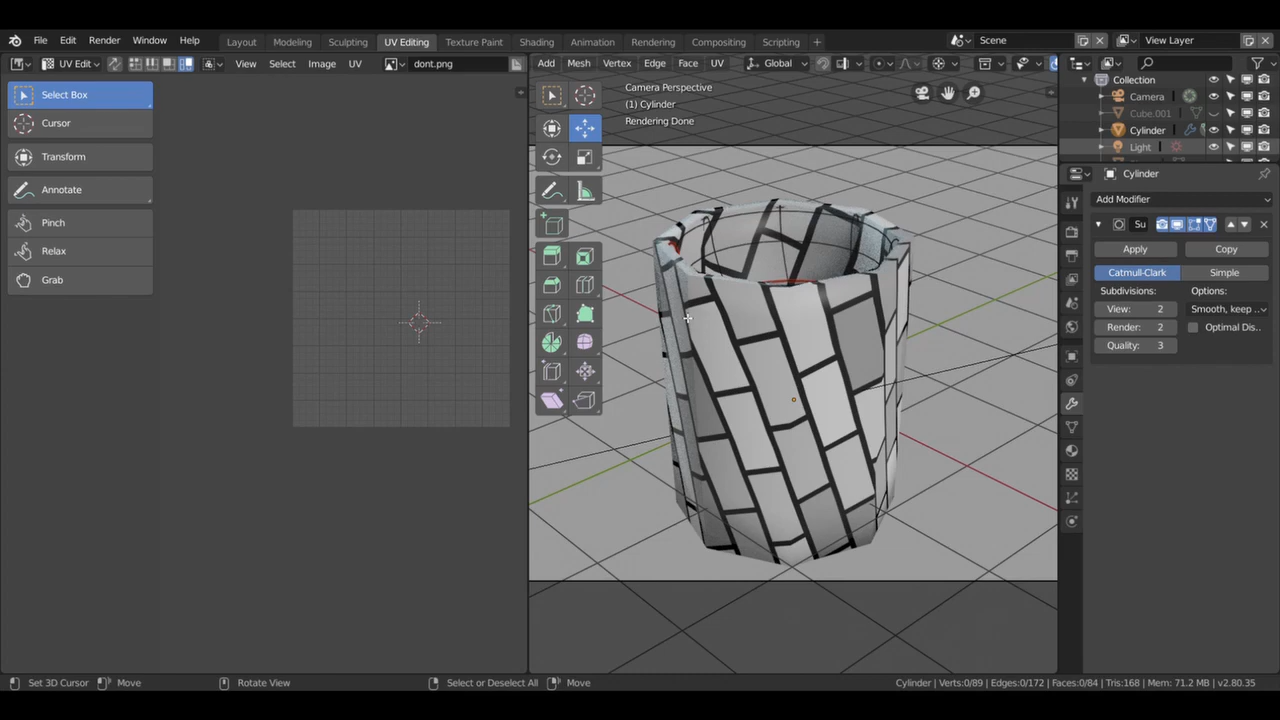 File Edit Render Window Help Layout Modeling Sculpting UV Editing Texture Paint Shading Animation Rendering Compositing Scripting + Scene View Layer
UV Edit View Select Image UV dont.png Add Mesh Vertex Edge Face UV Global
Select Box
Cursor
Transform
Annotate
Pinch
Relax
Grab
Camera Perspective
(1) Cylinder
Rendering Done
Collection
Camera
Cube.001
Cylinder
Light
Cylinder
Add Modifier
Su
Apply Copy
Catmull-Clark Simple
Subdivisions: Options:
View: 2 Smooth, keep ..
Render: 2 Optimal Dis..
Quality: 3
Set 3D Cursor Move Rotate View Select or Deselect All Move Cylinder | Verts:0/89 | Edges:0/172 | Faces:0/84 | Tris:168 | Mem: 71.2 MB | v2.80.35